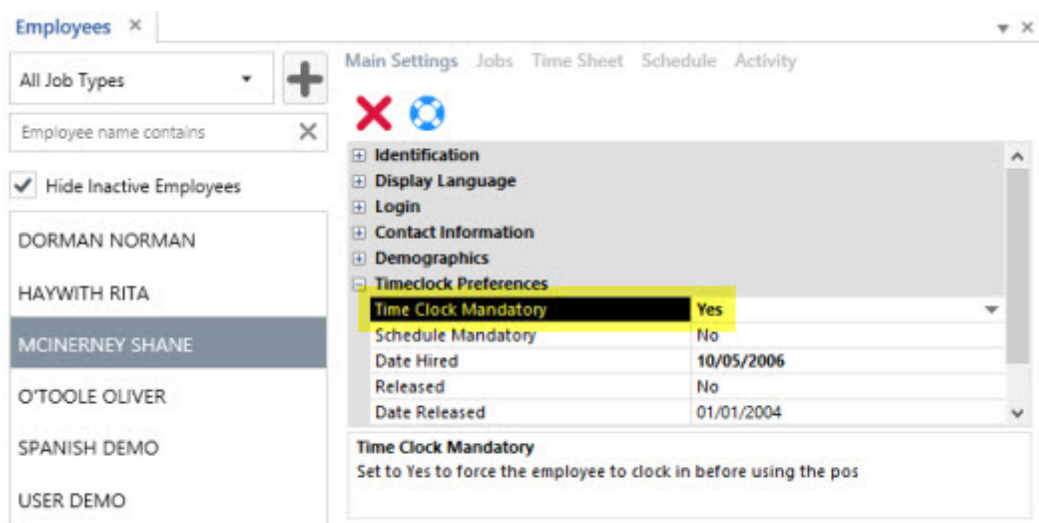 Employees
All Job Types
Employee name contains
Hide Inactive Employees
DORMAN NORMAN
HAYWITH RITA
MCINERNEY SHANE
O'TOOLE OLIVER
SPANISH DEMO
USER DEMO
Main Settings Jobs Time Sheet Schedule Activity
Identification
Display Language
Login
Contact Information
Demographics
Timeclock Preferences
Time Clock Mandatory Yes
Schedule Mandatory No
Date Hired 10/05/2006
Released No
Date Released 01/01/2004
Time Clock Mandatory
Set to Yes to force the employee to clock in before using the pos